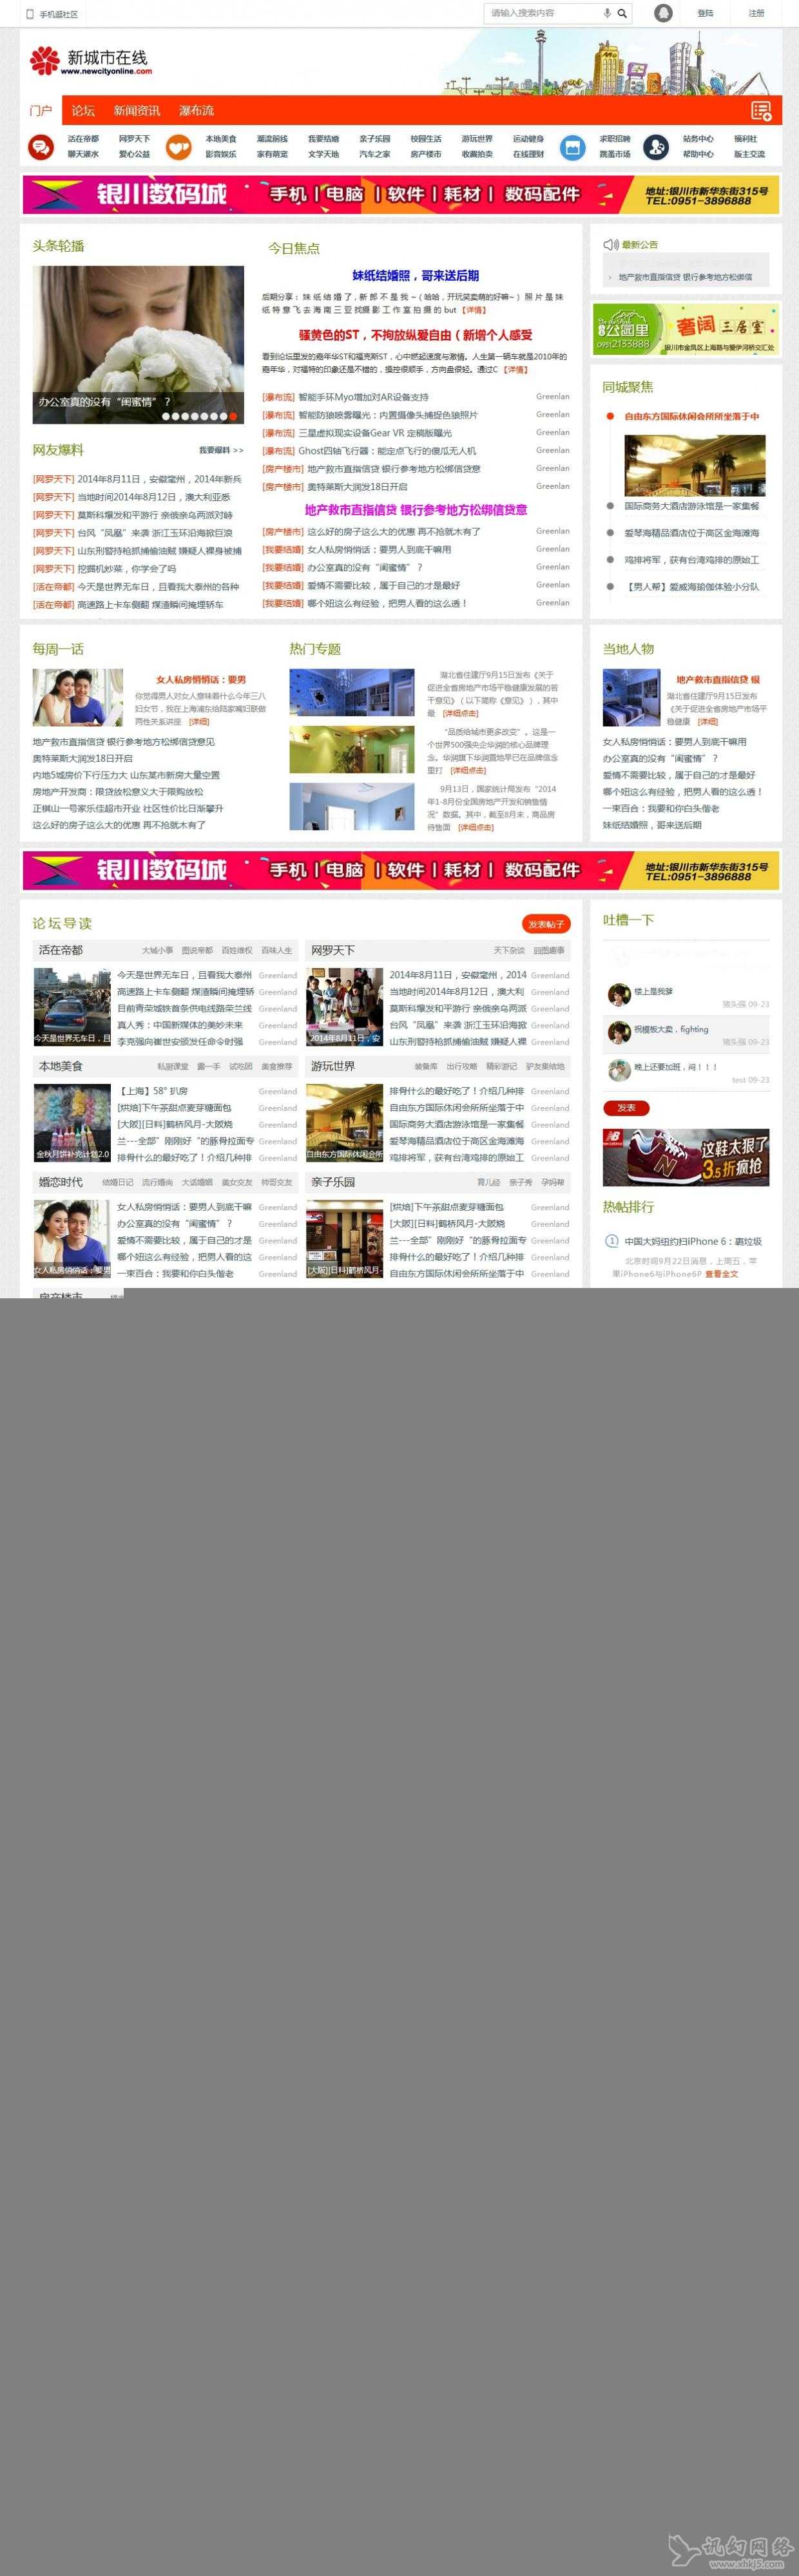 手机逛社区
请输入搜索内容
登陆
注册
新城市在线
www.newcityonline.com
门户 论坛 新闻资讯 瀑布流
活在帝都 网罗天下 本地美食 潮流前线 我要结婚 亲子乐园 校园生活 游玩世界 运动健身 求职招聘 站务中心 福利社
聊天灌水 爱心公益 影音娱乐 家有萌宠 文学天地 汽车之家 房产楼市 收藏拍卖 在线理财 跳蚤市场 帮助中心 版主交流
银川数码城 手机 | 电脑 | 软件 | 耗材 | 数码配件 地址:银川市新华东街315号
TEL:0951-3896888
头条轮播
办公室真的没有“闺蜜情”？
网友爆料 我要爆料 >>
[网罗天下] 2014年8月11日，安徽亳州，2014年新兵
[网罗天下] 当地时间2014年8月12日，澳大利亚悉
[网罗天下] 莫斯科爆发和平游行 亲俄亲乌两派对峙
[网罗天下] 台风“凤凰”来袭 浙江玉环沿海掀巨浪
[网罗天下] 山东刑警持枪抓捕偷油贼 嫌疑人裸身被捕
[网罗天下] 挖掘机炒菜，你学会了吗
[活在帝都] 今天是世界无车日，且看我大泰州的各种
[活在帝都] 高速路上卡车侧翻 煤渣瞬间掩埋轿车
今日焦点
妹纸结婚照，哥来送后期
后期分享： 妹 纸 结 婚 了，新 郎 不 是 我 ~（ 哈哈，开玩笑卖萌的好嘛~ ） 照 片 是 妹
纸 特 意 飞 去 海 南 三 亚 找 摄 影 工 作 室 拍 摄 的 but 【详情】
骚黄色的ST，不拘放纵爱自由（新增个人感受
看到论坛里发的嘉年华ST和福克斯ST，心中燃起速度与激情。人生第一辆车就是2010年的
嘉年华，对福特的印象还是不错的，操控很顺手，方向盘很轻。通过C 【详情】
[瀑布流] 智能手环Myo增加对AR设备支持 Greenlan
[瀑布流] 智能防狼喷雾曝光：内置摄像头捕捉色狼照片 Greenlan
[瀑布流] 三星虚拟现实设备Gear VR 定稿版曝光 Greenlan
[瀑布流] Ghost四轴飞行器：能定点飞行的傻瓜无人机 Greenlan
[房产楼市] 地产救市直指信贷 银行参考地方松绑信贷意 Greenlan
[房产楼市] 奥特莱斯大润发18日开启 Greenlan
地产救市直指信贷 银行参考地方松绑信贷意
[房产楼市] 这么好的房子这么大的优惠 再不抢就木有了 Greenlan
[我要结婚] 女人私房悄悄话：要男人到底干嘛用 Greenlan
[我要结婚] 办公室真的没有“闺蜜情”？ Greenlan
[我要结婚] 爱情不需要比较，属于自己的才是最好 Greenlan
[我要结婚] 哪个妞这么有经验，把男人看的这么透！ Greenlan
最新公告
地产救市直指信贷 银行参考地方松绑信
公园里
0951 2133888
奢阔 三居室
银川市金凤区上海路与爱伊河桥交汇处
同城聚焦
自由东方国际休闲会所所坐落于中
国际商务大酒店游泳馆是一家集餐
爱琴海精品酒店位于高区金海滩海
鸡排将军，获有台湾鸡排的原始工
【男人帮】爱威海瑜伽体验小分队
每周一话
女人私房悄悄话：要男
你觉得男人对女人意味着什么今年三八
妇女节，我在上海浦东给陆家嘴妇联做
两性关系讲座 [详细]
地产救市直指信贷 银行参考地方松绑信贷意见
奥特莱斯大润发18日开启
内地5城房价下行压力大 山东某市新房大量空置
房地产开发商：限贷放松意义大于限购放松
正棋山一号家乐佳超市开业 社区性价比日渐攀升
这么好的房子这么大的优惠 再不抢就木有了
热门专题
湖北省住建厅9月15日发布《关于
促进全省房地产市场平稳健康发展的若
干意见》（以下简称《意见》），其中
最 [详细点击]
“品质给城市更多改变”。这是一
个世界500强央企华润的核心品牌理
念。华润旗下华润置地早已在品牌信念
里打 [详细点击]
9月13日，国家统计局发布“2014
年1-8月份全国房地产开发和销售情
况”数据。其中，截至8月末，商品房
待售面 [详细点击]
当地人物
地产救市直指信贷 银
湖北省住建厅9月15日发布
《关于促进全省房地产市场平
稳健康 [详细]
女人私房悄悄话：要男人到底干嘛用
办公室真的没有“闺蜜情”？
爱情不需要比较，属于自己的才是最好
哪个妞这么有经验，把男人看的这么透！
一束百合：我要和你白头偕老
妹纸结婚照，哥来送后期
银川数码城 手机 | 电脑 | 软件 | 耗材 | 数码配件 地址:银川市新华东街315号
TEL:0951-3896888
论坛导读 发表帖子
活在帝都 大城小事 图说帝都 百姓维权 百味人生
今天是世界无车日，且
今天是世界无车日，且看我大泰州 Greenland
高速路上卡车侧翻 煤渣瞬间掩埋轿 Greenland
目前青荣城铁首条供电线路荣兰线 Greenland
真人秀：中国新媒体的美妙未来 Greenland
李克强向崔世安颁发任命令时强 Greenland
网罗天下 天下杂谈 囧图趣事
2014年8月11日，安
2014年8月11日，安徽亳州，2014 Greenland
当地时间2014年8月12日，澳大利 Greenland
莫斯科爆发和平游行 亲俄亲乌两派 Greenland
台风“凤凰”来袭 浙江玉环沿海掀 Greenland
山东刑警持枪抓捕偷油贼 嫌疑人裸 Greenland
本地美食 私厨课堂 露一手 试吃团 美食推荐
金秋月饼补完计划2.0
【上海】58° 扒房 Greenland
[烘焙]下午茶甜点麦芽糖面包 Greenland
[大阪][日料]鹤桥风月-大阪烧 Greenland
兰---全部”刚刚好“的豚骨拉面专 Greenland
排骨什么的最好吃了！介绍几种排 Greenland
游玩世界 装备库 出行攻略 精彩游记 驴友集结地
自由东方国际休闲会所
排骨什么的最好吃了！介绍几种排 Greenland
自由东方国际休闲会所坐落于中 Greenland
国际商务大酒店游泳馆是一家集餐 Greenland
爱琴海精品酒店位于高区金海滩海 Greenland
鸡排将军，获有台湾鸡排的原始工 Greenland
婚恋时代 结婚日记 流行婚尚 大话婚姻 美女交友 帅哥交友
女人私房悄悄话：要男
女人私房悄悄话：要男人到底干嘛 Greenland
办公室真的没有“闺蜜情”？ Greenland
爱情不需要比较，属于自己的才是 Greenland
哪个妞这么有经验，把男人看的这 Greenland
一束百合：我要和你白头偕老 Greenland
亲子乐园 育儿经 亲子秀 孕妈帮
[大阪][日料]鹤桥风月-
[烘焙]下午茶甜点麦芽糖面包 Greenland
[大阪][日料]鹤桥风月-大阪烧 Greenland
兰---全部”刚刚好“的豚骨拉面专 Greenland
排骨什么的最好吃了！介绍几种排 Greenland
自由东方国际休闲会所坐落于中 Greenland
房产楼市
吐槽一下
楼上是我爹
猪头强 09-23
祝模板大卖，fighting
猪头强 09-23
晚上还要加班，闷！！！
test 09-23
发表
这鞋太狠了
3.5折疯抢
热帖排行
1 中国大妈纽约扫iPhone 6：裹垃圾
北京时间9月22日消息，上周五，苹
果iPhone6与iPhone6P 查看全文
讯幻网络
www.xhkj5.com